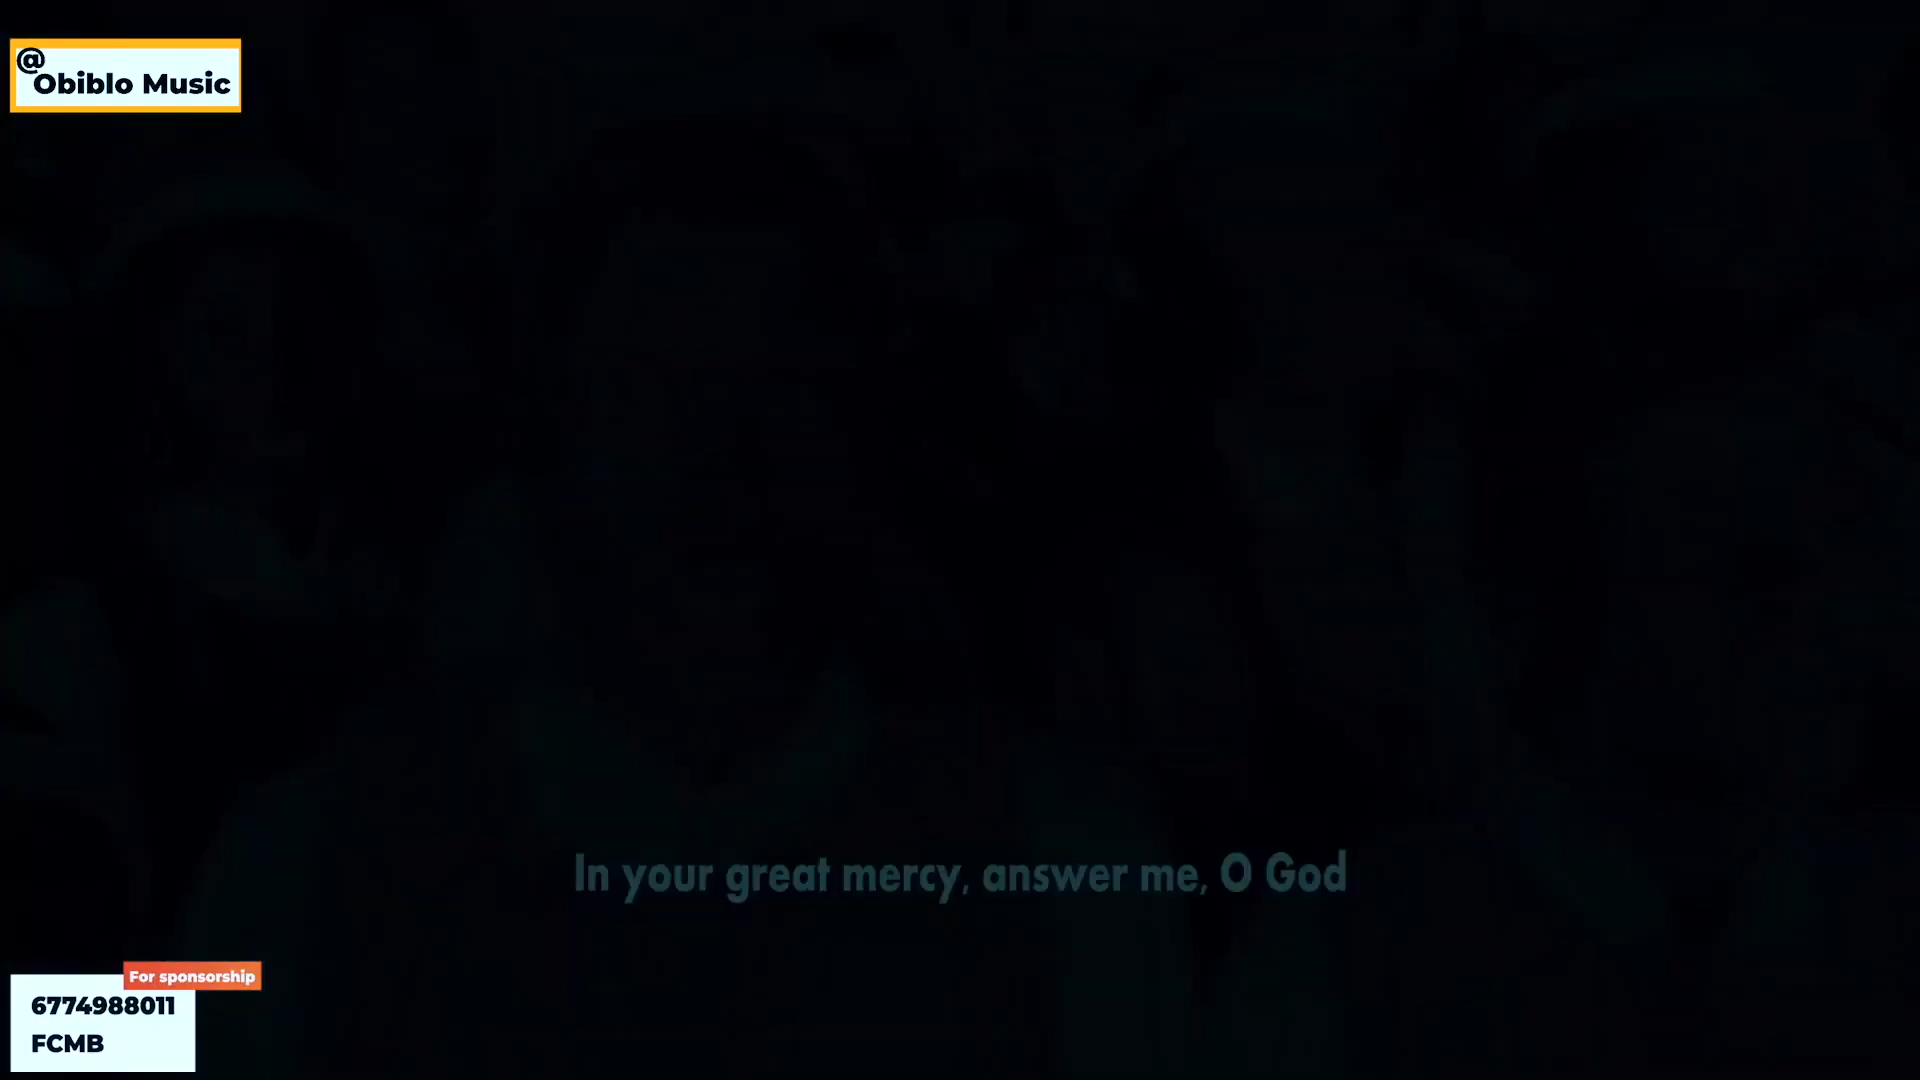 @
Obiblo Music
In your great mercy, answer me, O God
For sponsorship
6774988011
FCMB